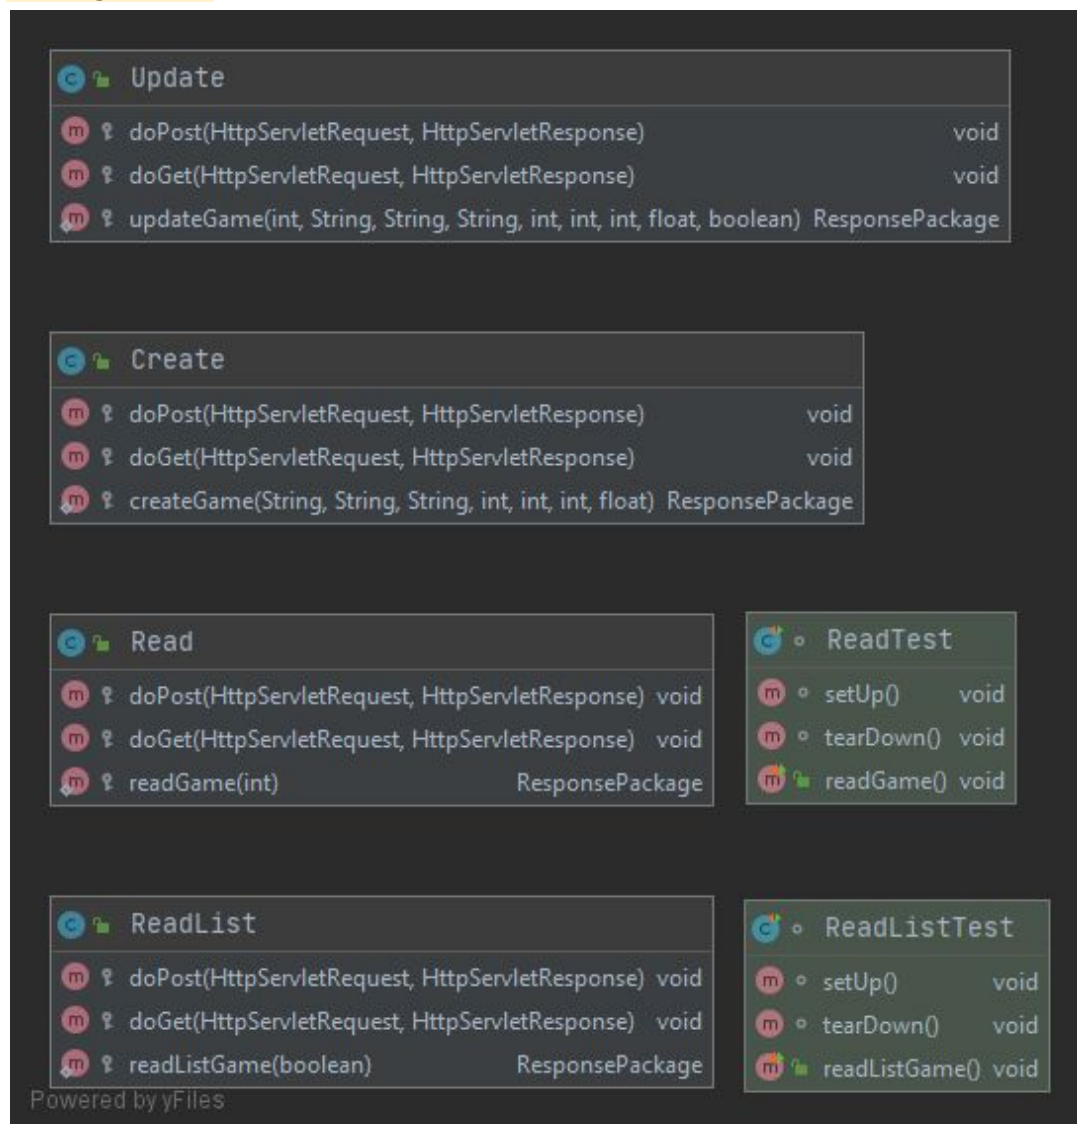 Update
doPost(HttpServletRequest, HttpServletResponse) void
doGet(HttpServletRequest, HttpServletResponse) void
updateGame(int, String, String, String, int, int, int, float, boolean) ResponsePackage
Create
doPost(HttpServletRequest, HttpServletResponse) void
doGet(HttpServletRequest, HttpServletResponse) void
createGame(String, String, String, int, int, int, float) ResponsePackage
Read
doPost(HttpServletRequest, HttpServletResponse) void
doGet(HttpServletRequest, HttpServletResponse) void
readGame(int) ResponsePackage
ReadTest
setUp() void
tearDown() void
readGame() void
ReadList
doPost(HttpServletRequest, HttpServletResponse) void
doGet(HttpServletRequest, HttpServletResponse) void
readListGame(boolean) ResponsePackage
ReadListTest
setUp() void
tearDown() void
readListGame() void
Powered by yFiles